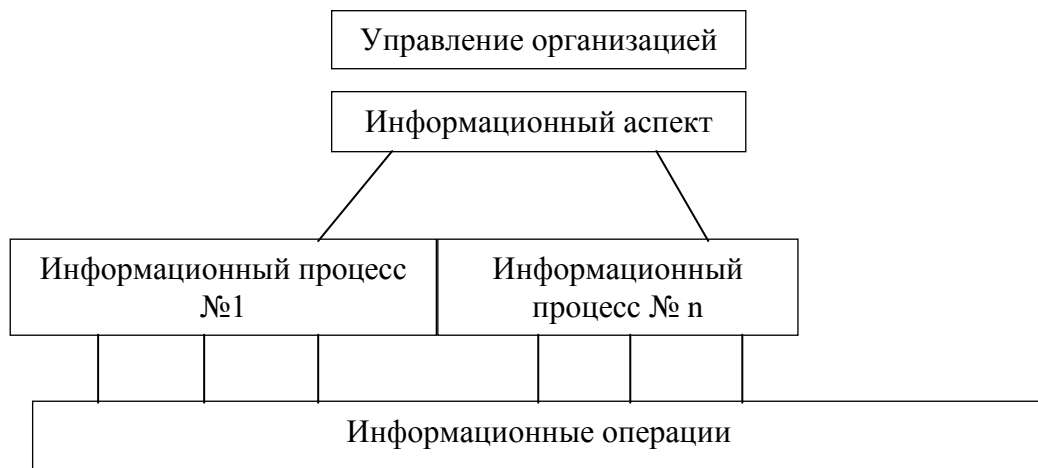 Управление организацией
Информационный аспект
Информационный процесс
№1
Информационный
процесс № n
Информационные операции